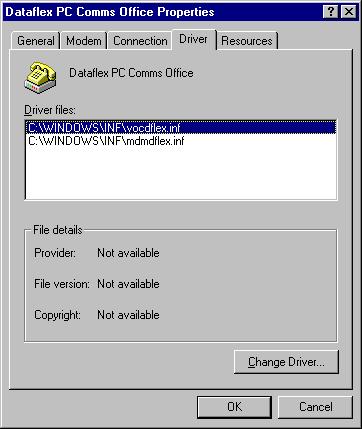 Dataflex PC Comms Office Properties
General Modem Connection Driver Resources
Dataflex PC Comms Office
Driver files:
C:\WINDOWS\INF\vocdflex.inf
C:\WINDOWS\INF\mdmdflex.inf
File details
Provider: Not available
File version: Not available
Copyright: Not available
Change Driver...
OK Cancel